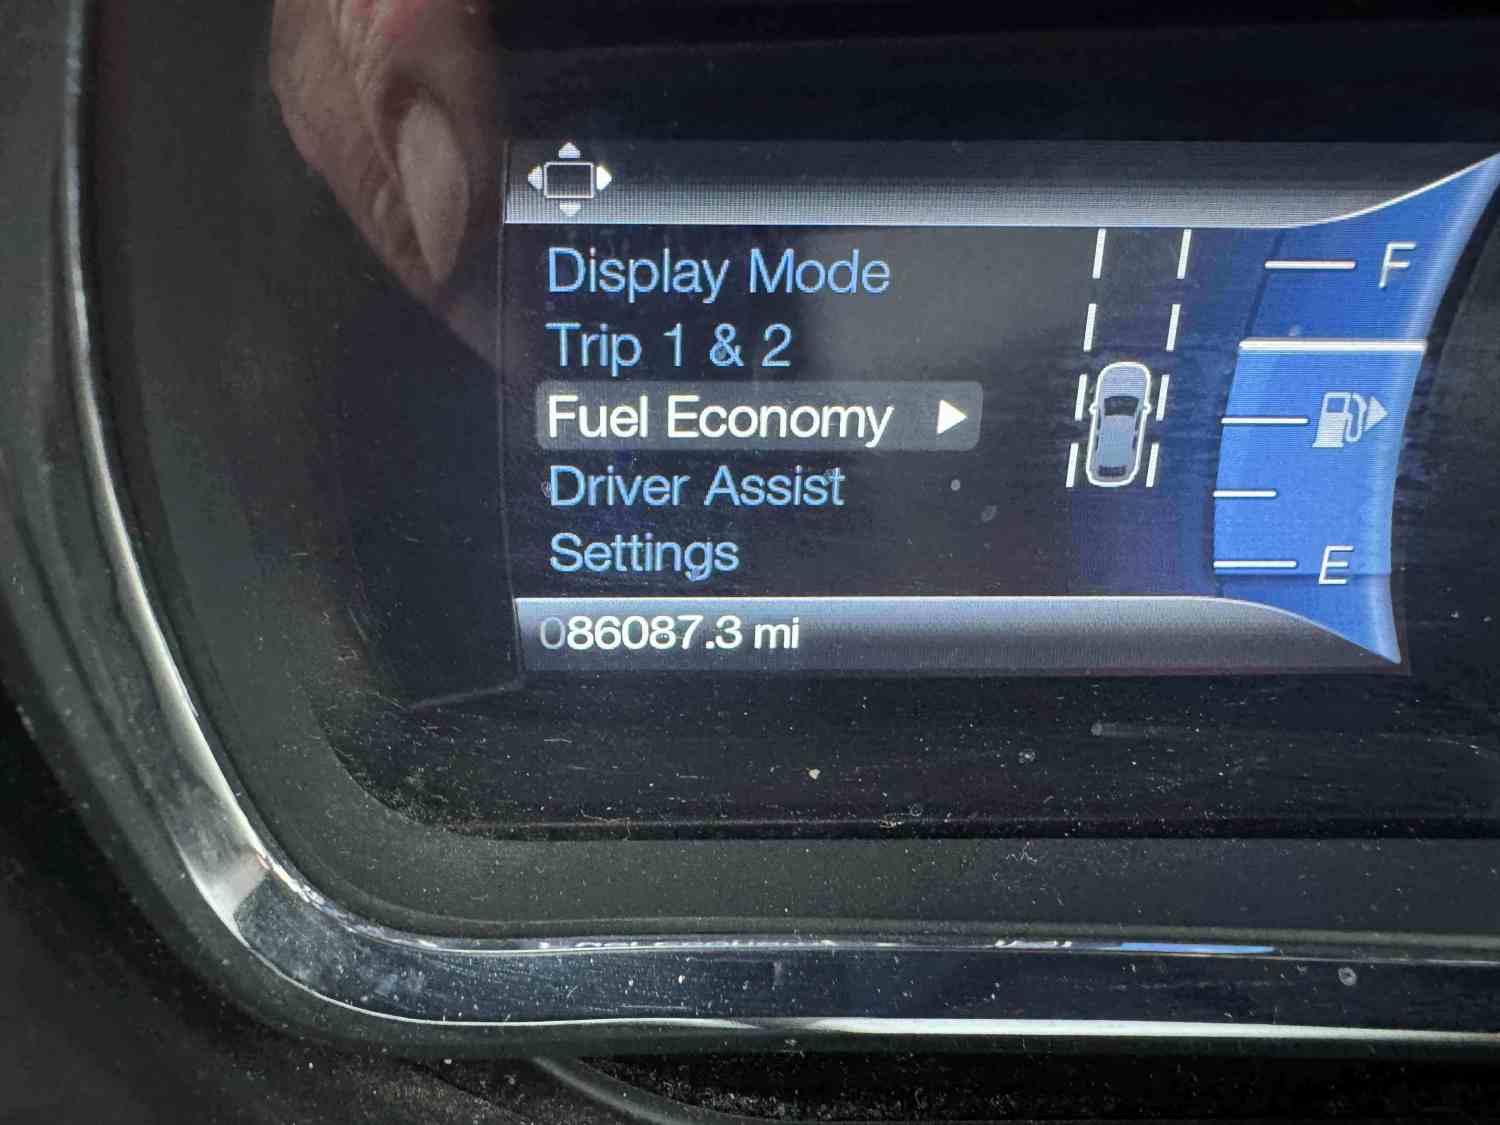 Display Mode
Trip 1 & 2
Fuel Economy
Driver Assist
Settings
086087.3 mi
F
E